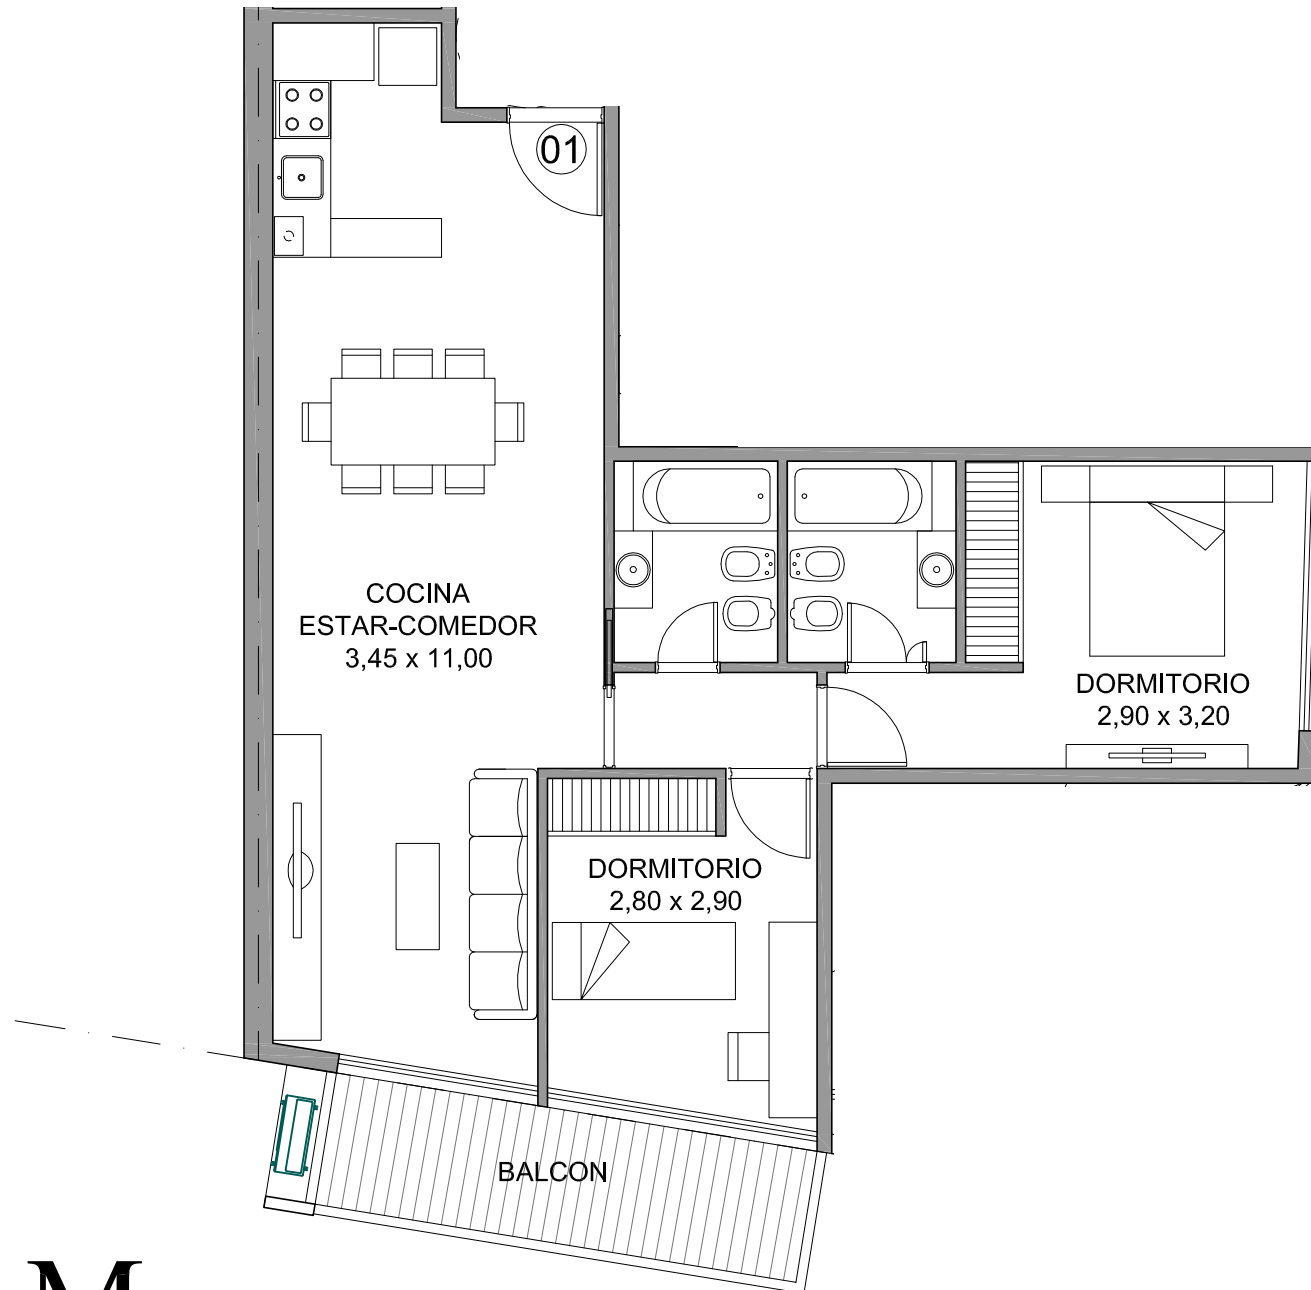 01
COCINA
ESTAR-COMEDOR
3,45 x 11,00
DORMITORIO
2,90 x 3,20
DORMITORIO
2,80 x 2,90
BALCON
M